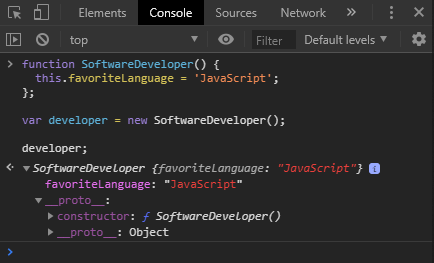 Elements Console Sources
top Filter Default levels
function SoftwareDeveloper() {
this.favoriteLanguage = 'JavaScript';
};
var developer = new SoftwareDeveloper();
developer;
SoftwareDeveloper {favoriteLanguage: "JavaScript"} i
favoriteLanguage: "JavaScript"
__proto__:
constructor: ƒ SoftwareDeveloper()
__proto__: Object